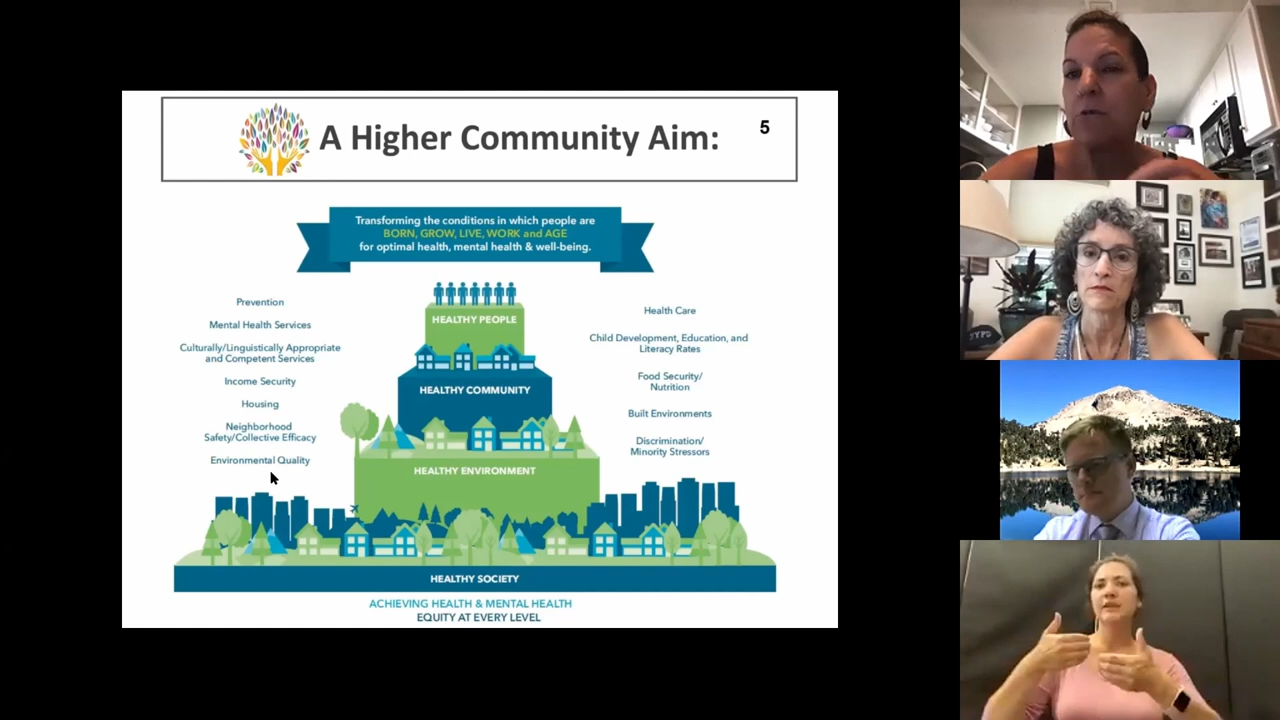 A Higher Community Aim:
5
Transforming the conditions in which people are
BORN, GROW, LIVE, WORK and AGE
for optimal health, mental health & well-being.
Prevention
Mental Health Services
Culturally/Linguistically Appropriate
and Competent Services
Income Security
Housing
Neighborhood
Safety/Collective Efficacy
Environmental Quality
HEALTHY PEOPLE
HEALTHY COMMUNITY
HEALTHY ENVIRONMENT
Health Care
Child Development, Education, and
Literacy Rates
Food Security/
Nutrition
Built Environments
Discrimination/
Minority Stressors
HEALTHY SOCIETY
ACHIEVING HEALTH & MENTAL HEALTH
EQUITY AT EVERY LEVEL